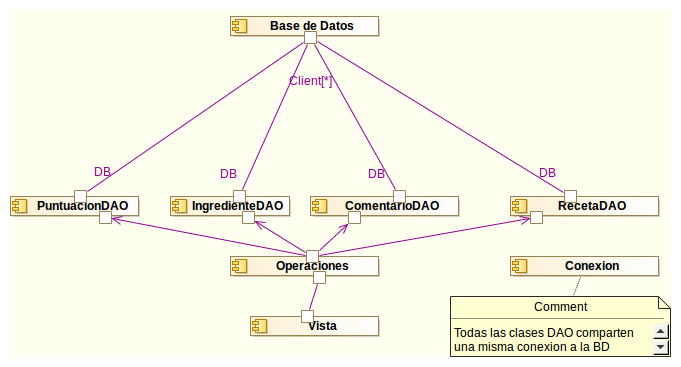 Base de Datos
Client[*]
DB
DB
DB
DB
PuntuacionDAO
IngredienteDAO
ComentarioDAO
RecetaDAO
Operaciones
Conexion
Vista
Comment
Todas las clases DAO comparten
una misma conexion a la BD